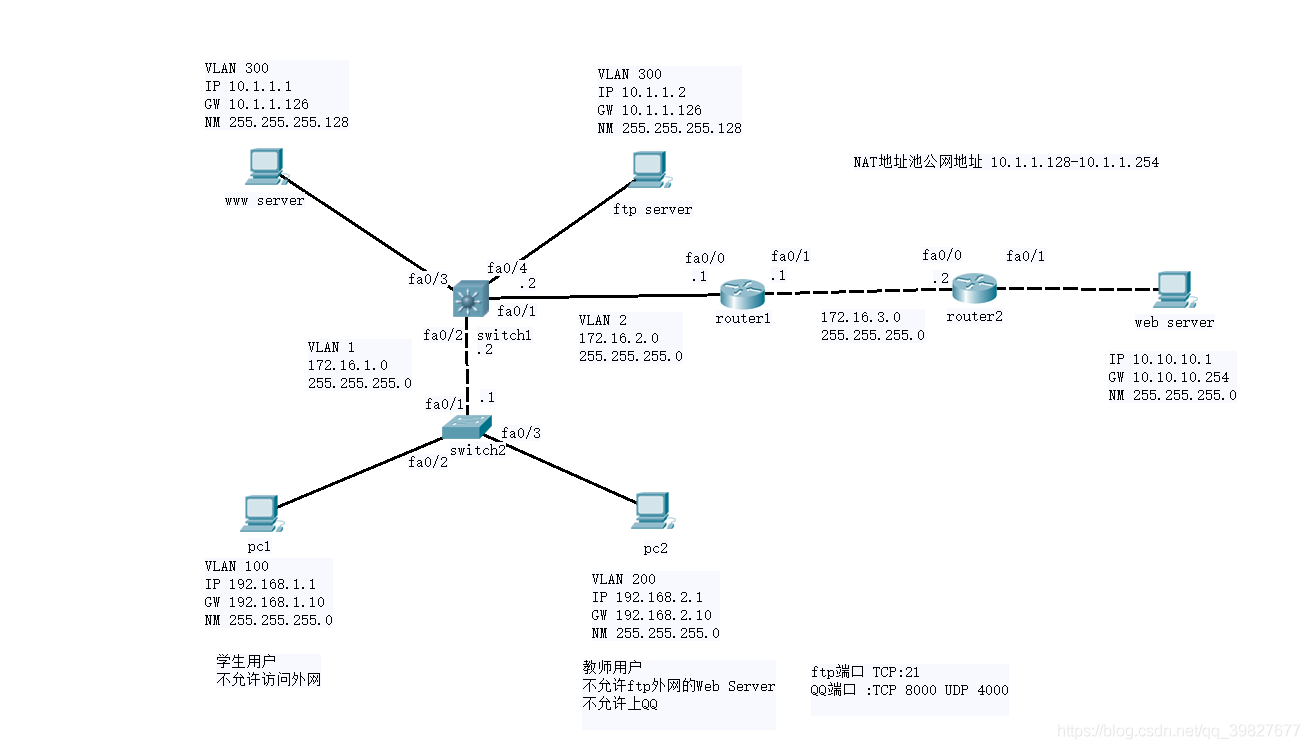 VLAN 300
IP 10.1.1.1
GW 10.1.1.126
NM 255.255.255.128
www server
VLAN 300
IP 10.1.1.2
GW 10.1.1.126
NM 255.255.255.128
ftp server
NAT地址池公网地址 10.1.1.128-10.1.1.254
fa0/3
fa0/4
.2
fa0/1
fa0/2
switch1
.2
VLAN 1
172.16.1.0
255.255.255.0
VLAN 2
172.16.2.0
255.255.255.0
fa0/0
.1
fa0/1
.1
router1
172.16.3.0
255.255.255.0
fa0/0
.2
fa0/1
router2
web server
IP 10.10.10.1
GW 10.10.10.254
NM 255.255.255.0
fa0/1
.1
fa0/3
switch2
fa0/2
pc1
VLAN 100
IP 192.168.1.1
GW 192.168.1.10
NM 255.255.255.0
学生用户
不允许访问外网
pc2
VLAN 200
IP 192.168.2.1
GW 192.168.2.10
NM 255.255.255.0
教师用户
不允许ftp外网的Web Server
不允许上QQ
ftp端口 TCP:21
QQ端口 :TCP 8000 UDP 4000
https://blog.csdn.net/qq_39827677